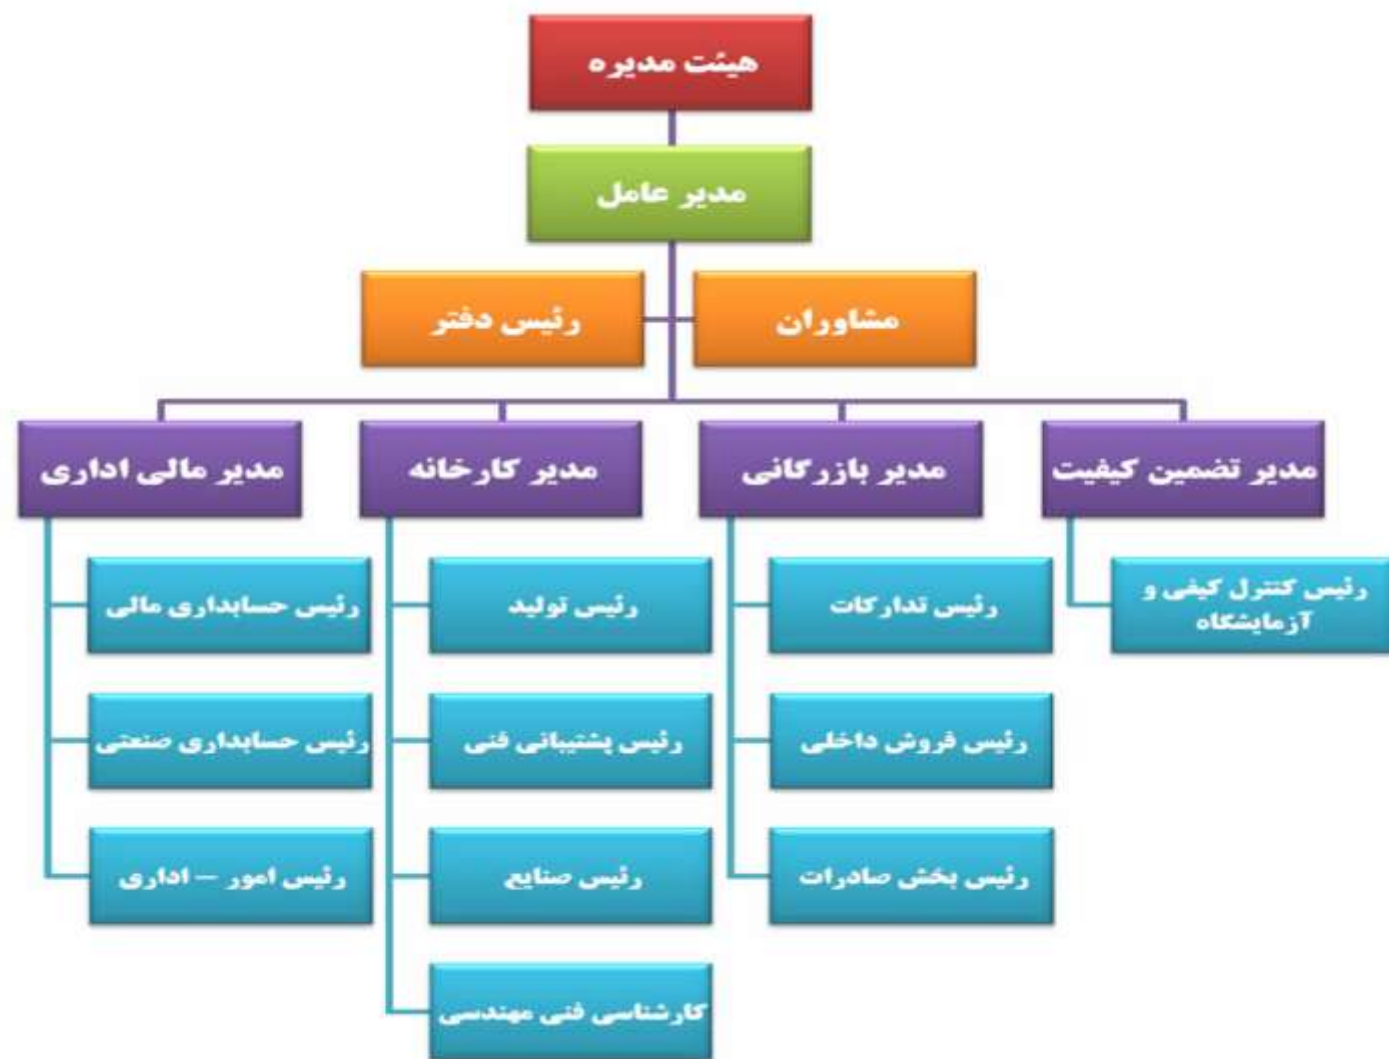 هیئت مدیره
مدیر عامل
مشاوران
رئیس دفتر
مدیر تضمین کیفیت
مدیر بازرگانی
مدیر کارخانه
مدیر مالی اداری
رئیس کنترل کیفی و
آزمایشگاه
رئیس تدارکات
رئیس تولید
رئیس حسابداری مالی
رئیس فروش داخلی
رئیس پشتیبانی فنی
رئیس حسابداری صنعتی
رئیس بخش صادرات
رئیس صنایع
رئیس امور – اداری
کارشناسی فنی مهندسی